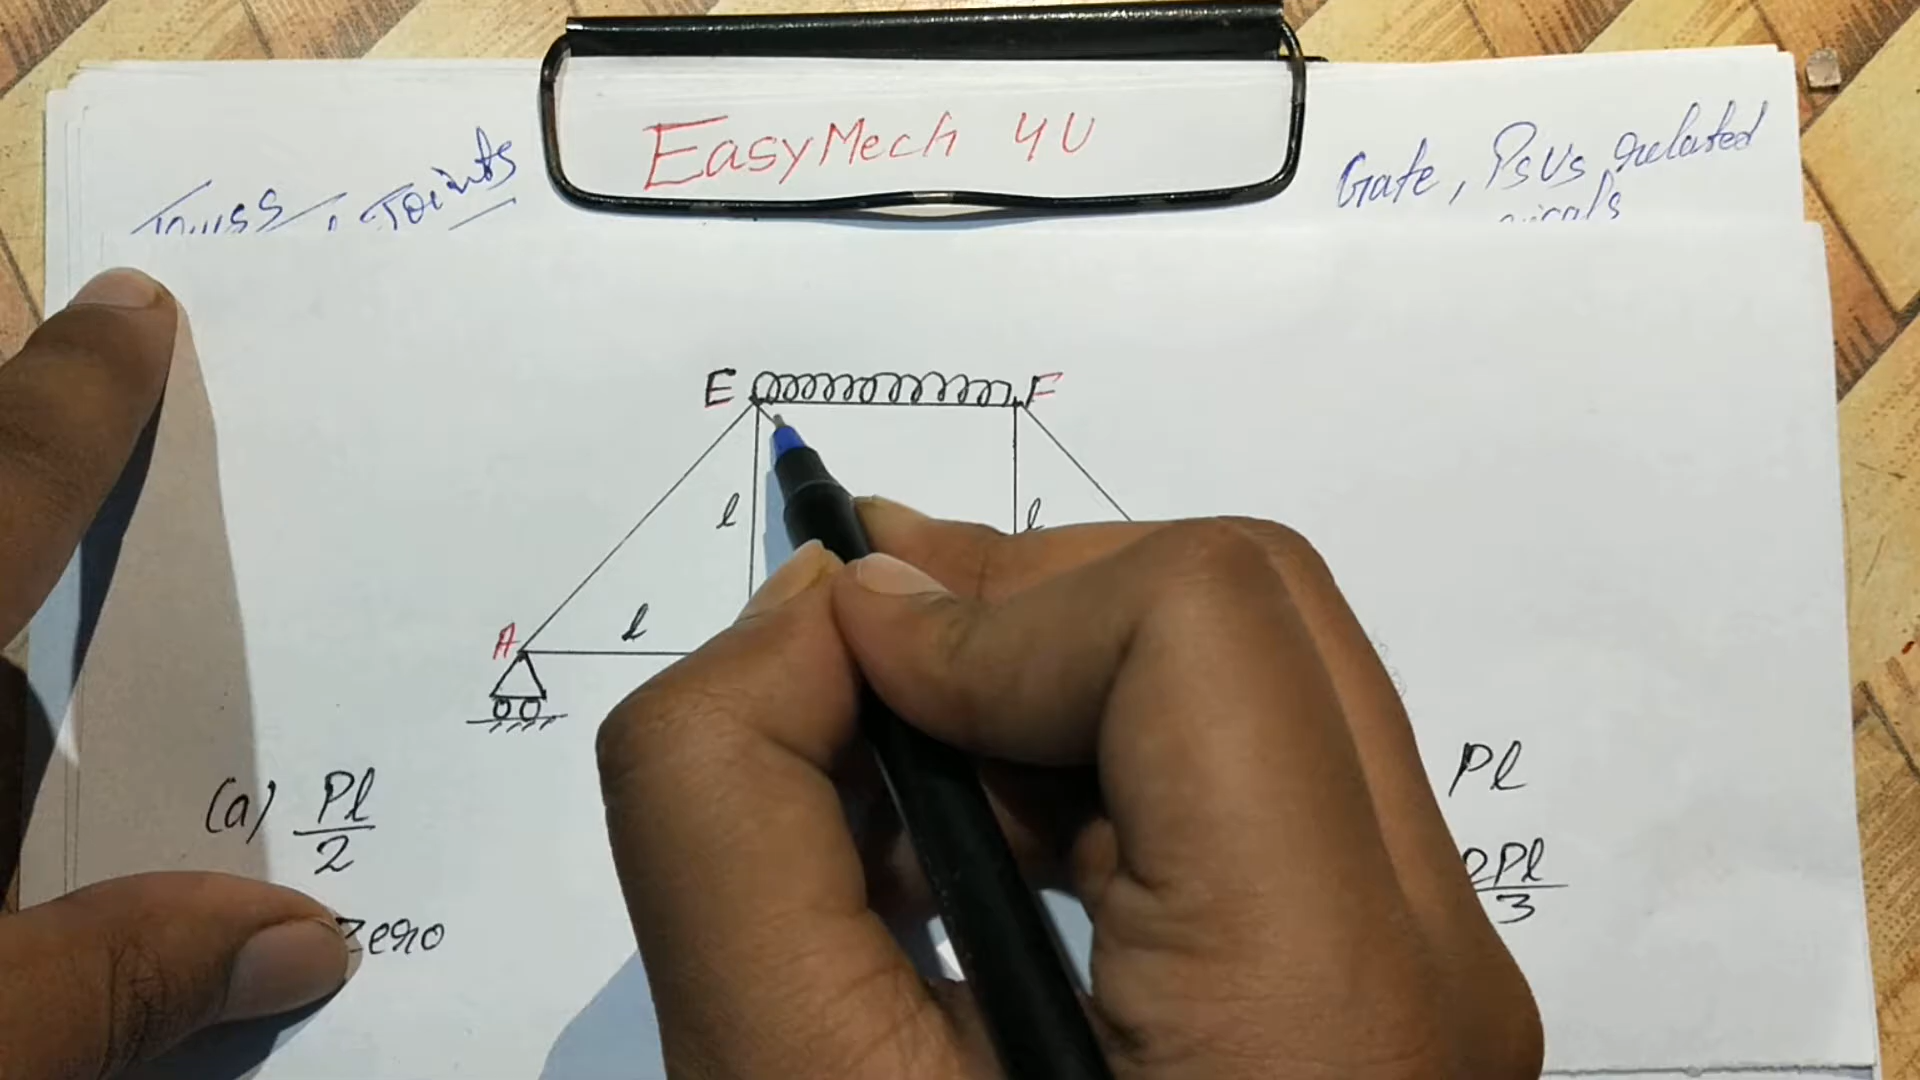 EasyMech 4U
Truss, Joints
Gate, PSUs related
E F
l l
A l
(a) Pl/2
Pl
2Pl/3
Zero